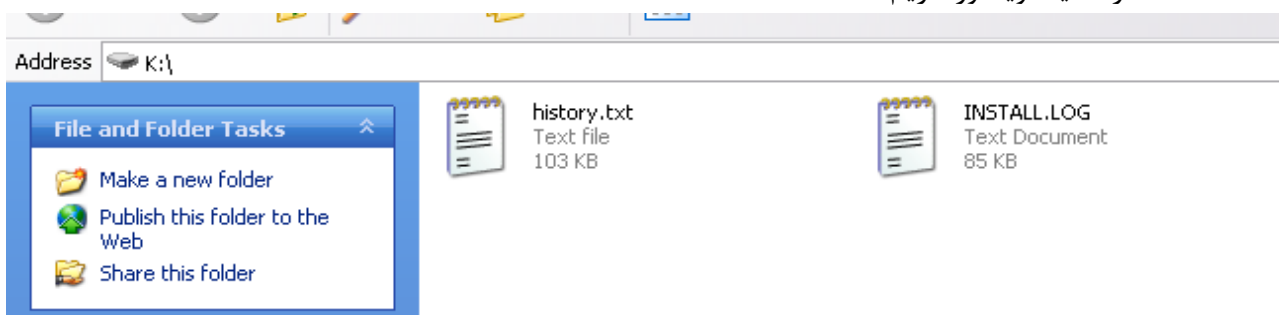 Address K:\
File and Folder Tasks
Make a new folder
Publish this folder to the
Web
Share this folder
history.txt
Text file
103 KB
INSTALL.LOG
Text Document
85 KB